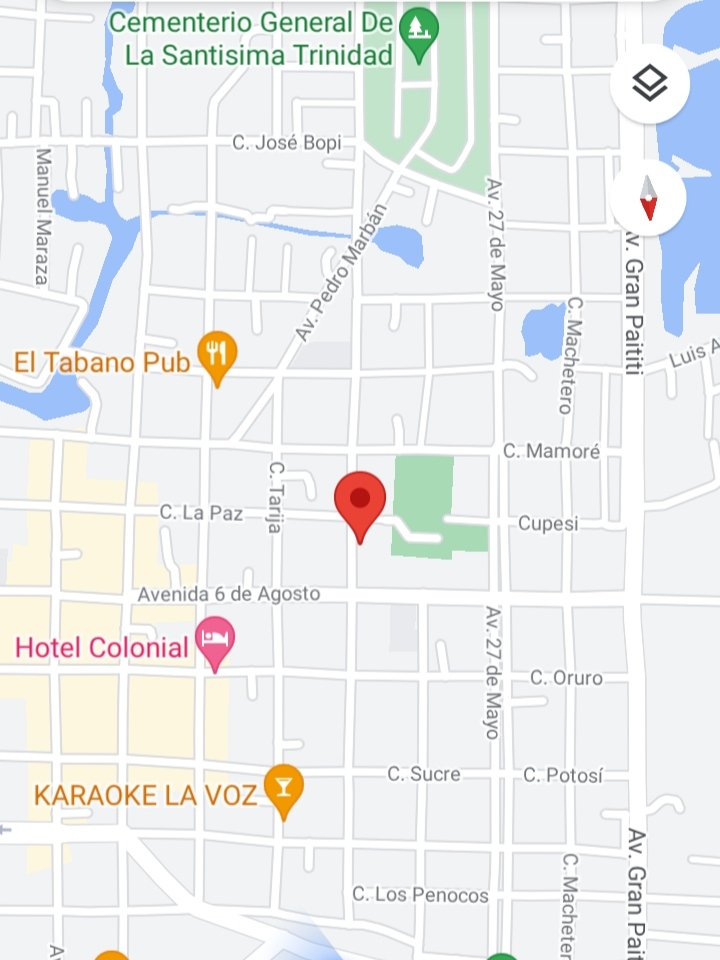 Cementerio General De
La Santisima Trinidad
C. José Bopi
Manuel Maraza
Av. 27 de Mayo
Av. Pedro Marbán
Av. Gran Paititi
C. Machetero
Luis A
El Tabano Pub
C. Mamoré
C. Tarija
C. La Paz
Cupesi
Avenida 6 de Agosto
Hotel Colonial
Av. 27 de Mayo
C. Oruro
C. Sucre
C. Potosí
KARAOKE LA VOZ
Av. Gran Pait
C. Macheter
C. Los Penocos
Av